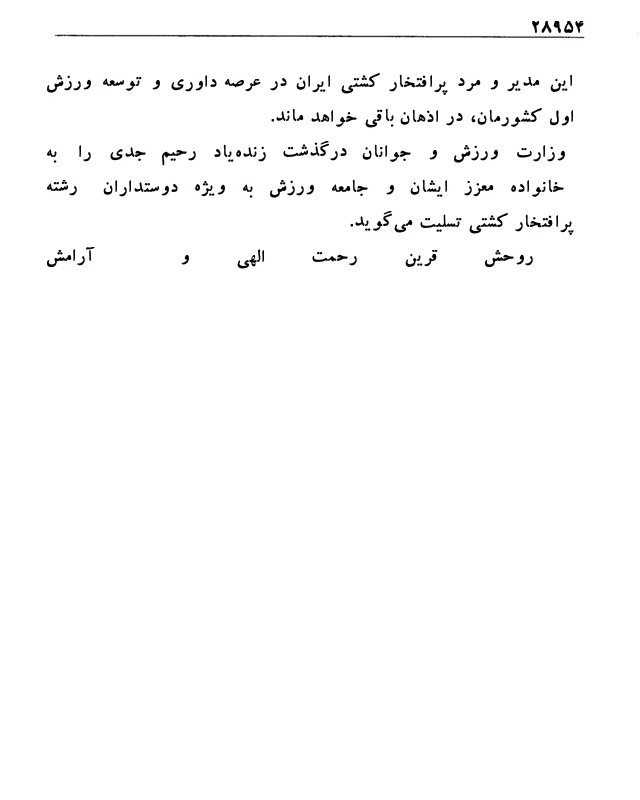 ۲۸۹۵۴
این مدیر و مرد پرافتخار کشتی ایران در عرصه داوری و توسعه ورزش
اول کشورمان، در اذهان باقی خواهد ماند.
وزارت ورزش و جوانان درگذشت زنده‌یاد رحیم جدی را به
خانواده معزز ایشان و جامعه ورزش به ویژه دوستداران رشته
پرافتخار کشتی تسلیت می‌گوید.
روحش قرین رحمت الهی و آرامش